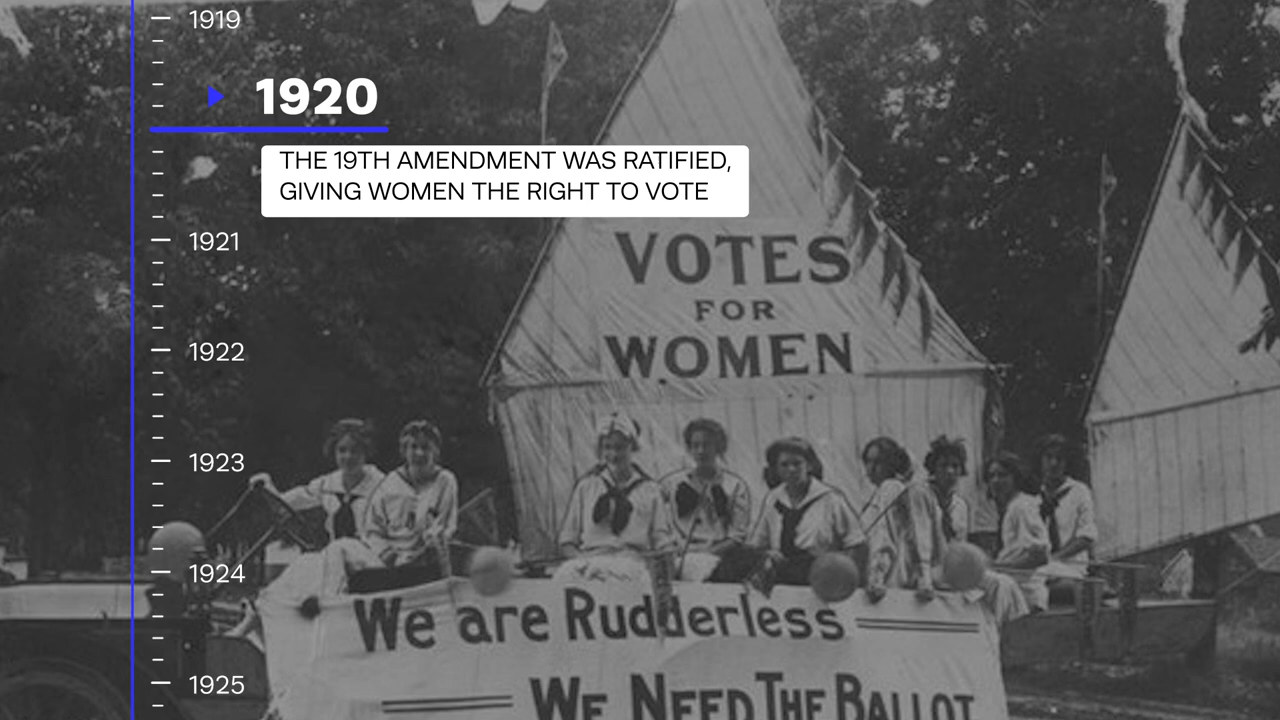 1919
1920
THE 19TH AMENDMENT WAS RATIFIED,
GIVING WOMEN THE RIGHT TO VOTE
1921
VOTES
FOR
WOMEN
1922
1923
1924
We are Rudderless
WE NEED THE BALLOT
1925